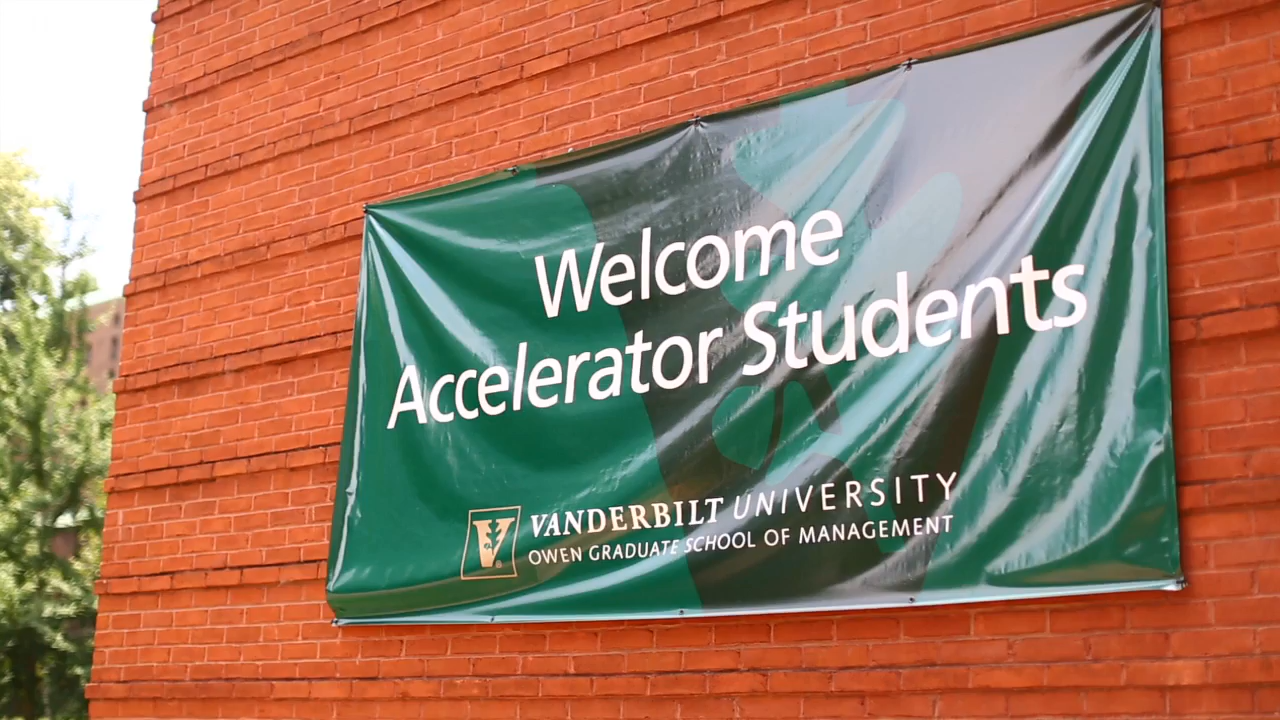 Welcome
Accelerator Students
V
VANDERBILT UNIVERSITY
OWEN GRADUATE SCHOOL OF MANAGEMENT